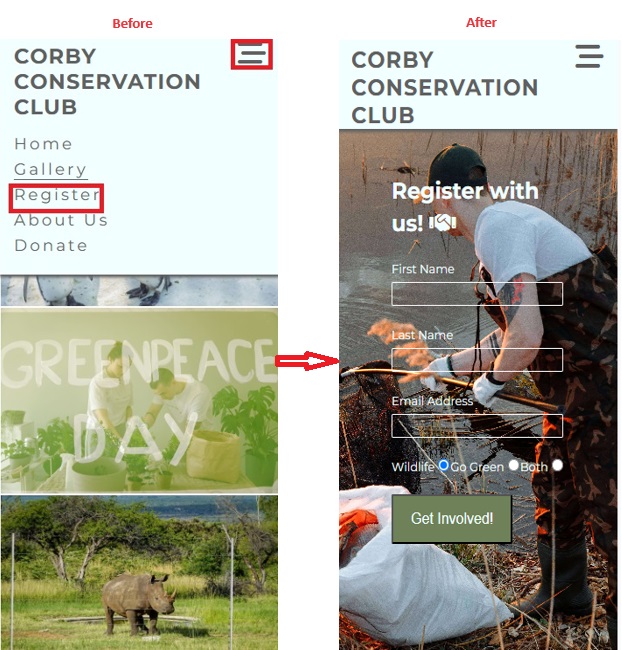 Before
CORBY
CONSERVATION
CLUB
Home
Gallery
Register
About Us
Donate
GREENPEACE
DAY
After
CORBY
CONSERVATION
CLUB
Register with
us!
First Name
Last Name
Email Address
Wildlife Go Green Both
Get Involved!